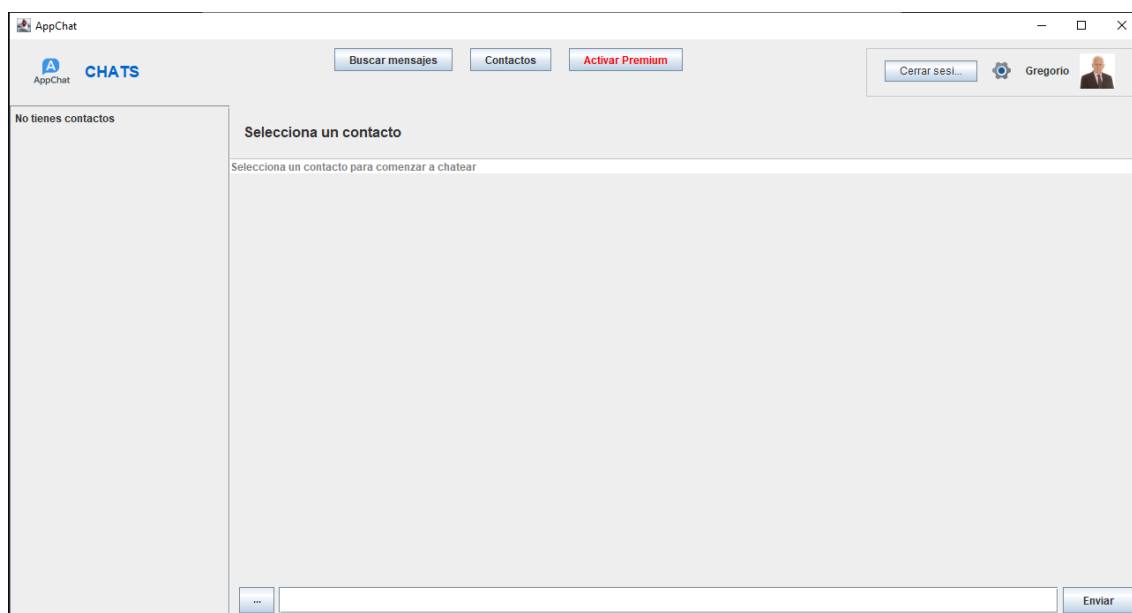 AppChat
A
AppChat
CHATS
Buscar mensajes
Contactos
Activar Premium
Cerrar sesi...
Gregorio
No tienes contactos
Selecciona un contacto
Selecciona un contacto para comenzar a chatear
...
Enviar